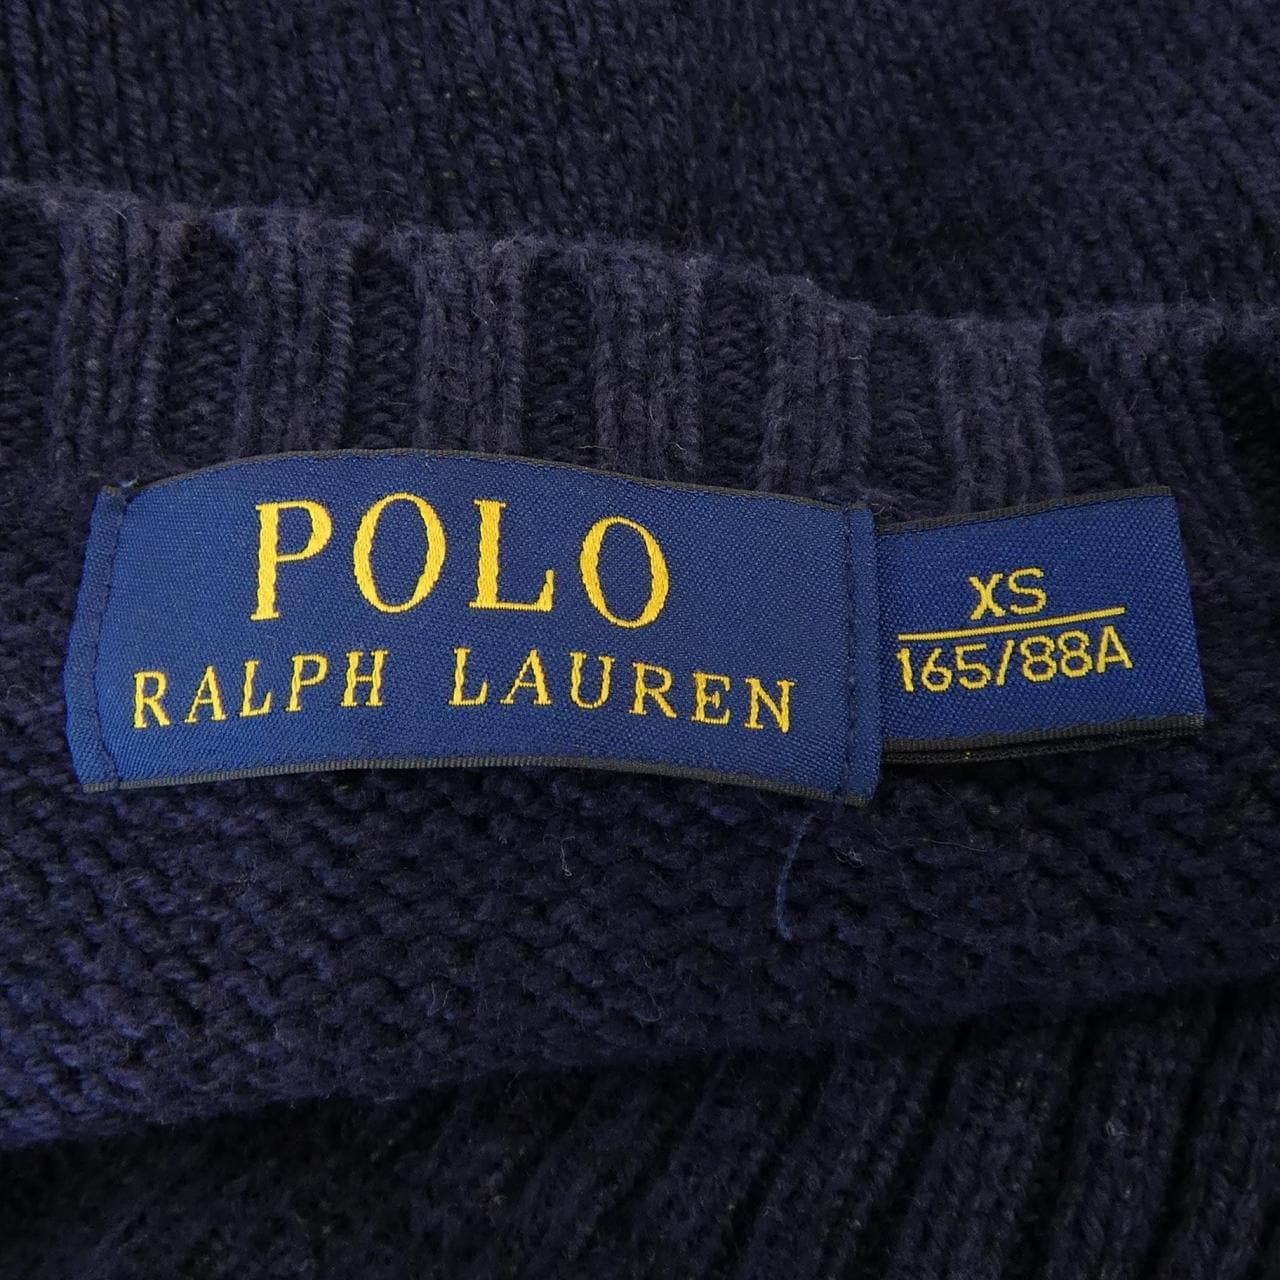 POLO
RALPH LAUREN
XS
165/88A